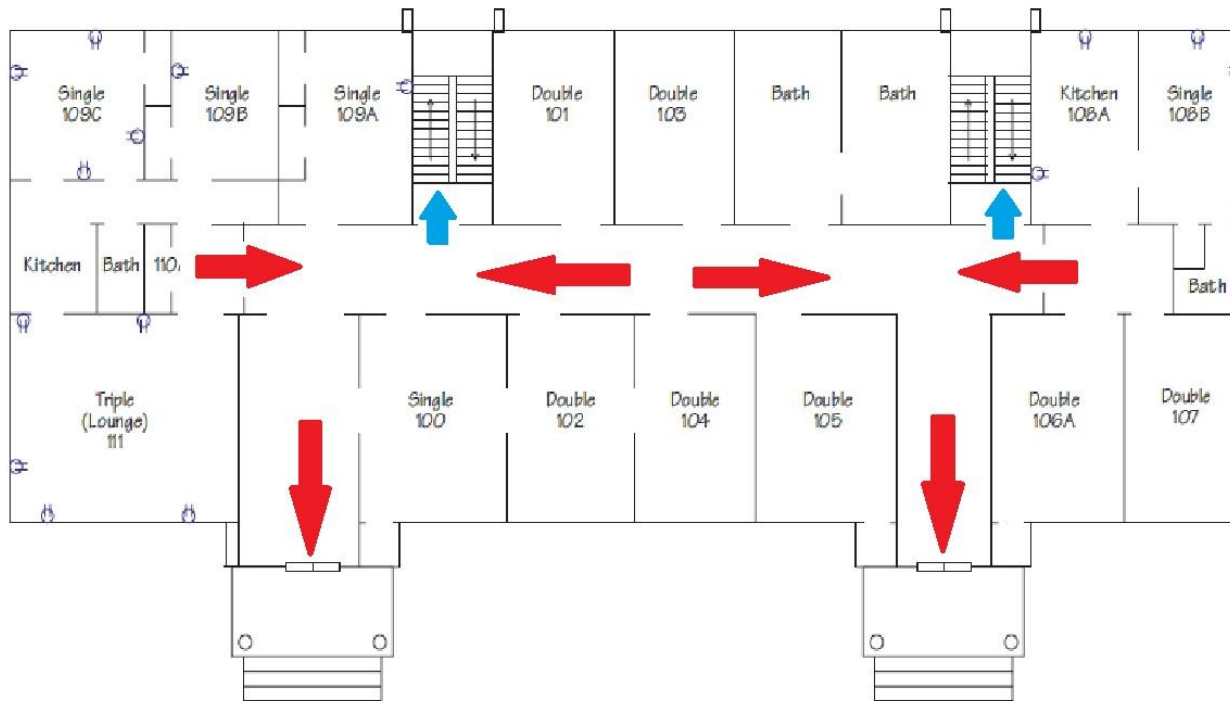 Single
109C
Single
109B
Single
109A
Double
101
Double
103
Bath
Bath
Kitchen
108A
Single
108B
Kitchen
Bath
110A
Bath
Triple
(Lounge)
111
Single
100
Double
102
Double
104
Double
105
Double
106A
Double
107